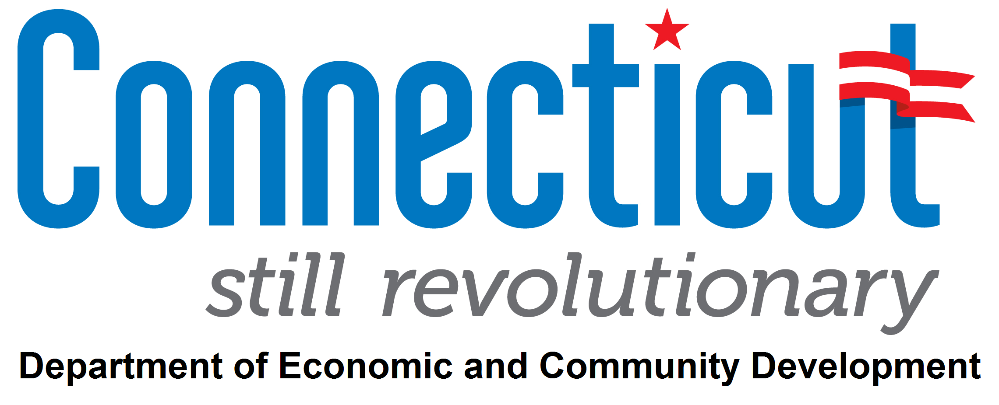 Connecticut
still revolutionary
Department of Economic and Community Development